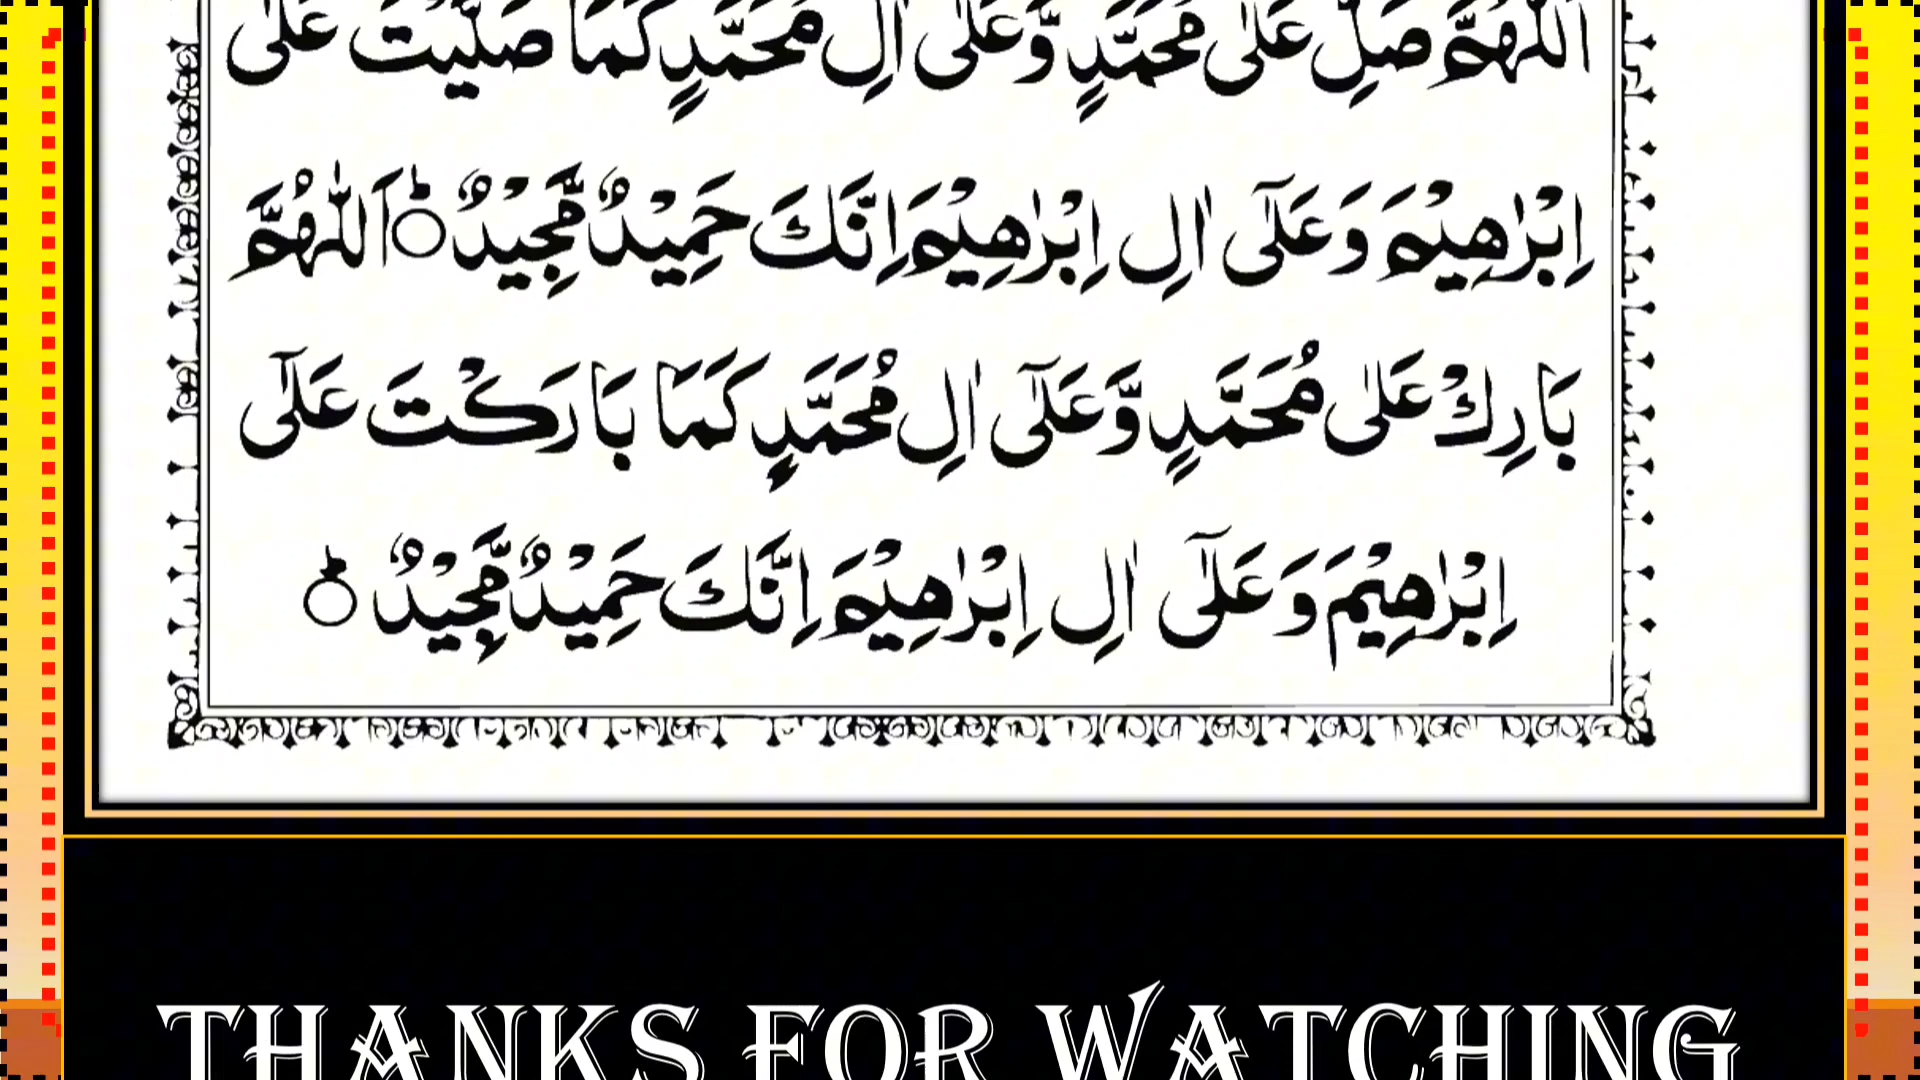 اَللّٰهُمَّ صَلِّ عَلٰى مُحَمَّدٍ وَّعَلٰٓى اٰلِ مُحَمَّدٍ كَمَا صَلَّيْتَ عَلٰٓى
اِبْرٰهِيْمَ وَعَلٰٓى اٰلِ اِبْرٰهِيْمَ اِنَّكَ حَمِيْدٌ مَّجِيْدٌ ؕ اَللّٰهُمَّ
بَارِكْ عَلٰى مُحَمَّدٍ وَّعَلٰٓى اٰلِ مُحَمَّدٍ كَمَا بَارَكْتَ عَلٰٓى
اِبْرٰهِيْمَ وَعَلٰٓى اٰلِ اِبْرٰهِيْمَ اِنَّكَ حَمِيْدٌ مَّجِيْدٌ ؕ
THANKS FOR WATCHING